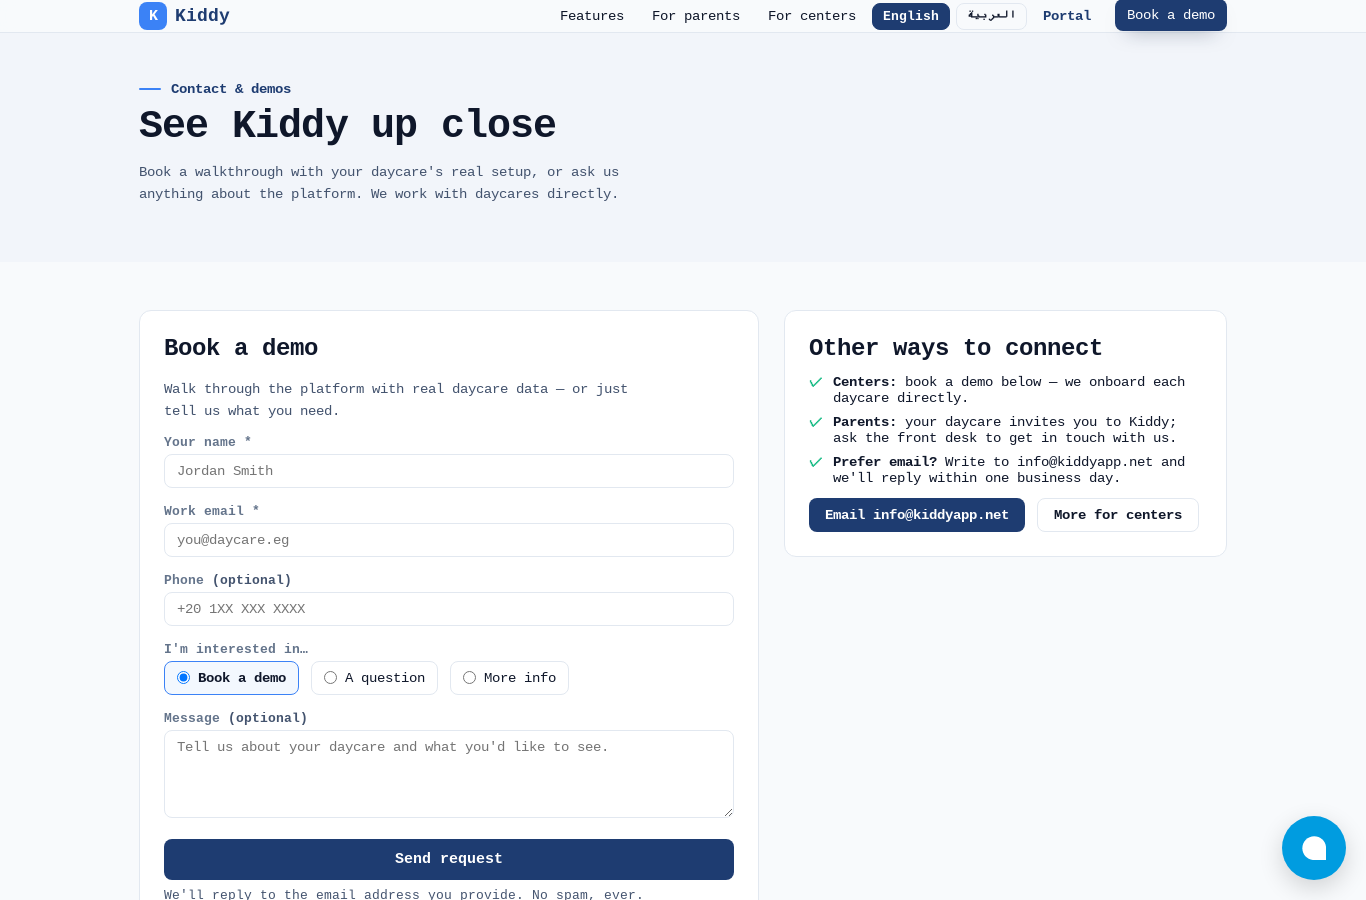 K Kiddy
Features For parents For centers English العربية Portal Book a demo
Contact & demos
See Kiddy up close
Book a walkthrough with your daycare's real setup, or ask us
anything about the platform. We work with daycares directly.
Book a demo
Walk through the platform with real daycare data — or just
tell us what you need.
Your name *
Jordan Smith
Work email *
you@daycare.eg
Phone (optional)
+20 1XX XXX XXXX
I'm interested in…
Book a demo A question More info
Message (optional)
Tell us about your daycare and what you'd like to see.
Send request
We'll reply to the email address you provide. No spam, ever.
Other ways to connect
Centers: book a demo below — we onboard each
daycare directly.
Parents: your daycare invites you to Kiddy;
ask the front desk to get in touch with us.
Prefer email? Write to info@kiddyapp.net and
we'll reply within one business day.
Email info@kiddyapp.net More for centers